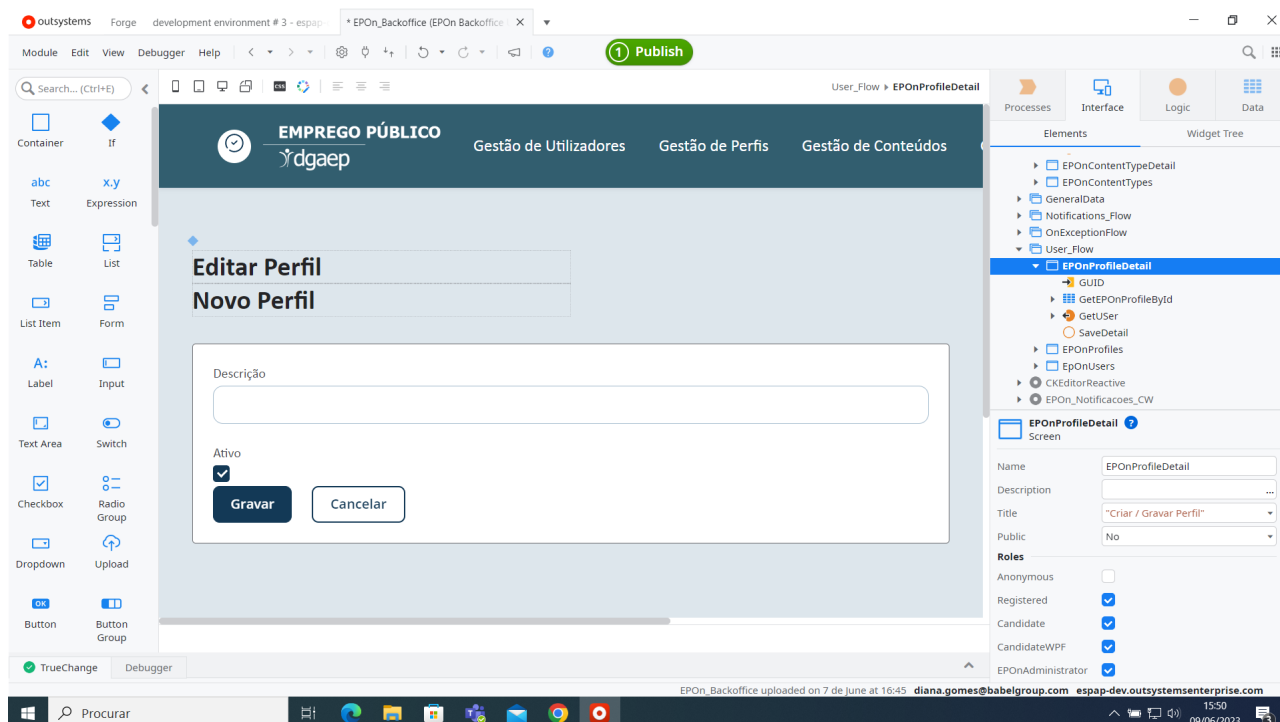 outsystems Forge development environment # 3 - espap- * EPOn_Backoffice (EPOn Backoffice
Module Edit View Debugger Help 1 Publish
Search... (Ctrl+E)
User_Flow EPOnProfileDetail
Processes Interface Logic Data
Elements Widget Tree
Container If
abc x.y
Text Expression
Table List
List Item Form
A:
Label Input
Text Area Switch
Checkbox Radio Group
Dropdown Upload
OK
Button Button Group
CSS
EMPREGO PÚBLICO
dgaep
Gestão de Utilizadores Gestão de Perfis Gestão de Conteúdos
Editar Perfil
Novo Perfil
Descrição
Ativo
Gravar Cancelar
EPOnContentTypeDetail
EPOnContentTypes
GeneralData
Notifications_Flow
OnExceptionFlow
User_Flow
EPOnProfileDetail
GUID
GetEPOnProfileById
GetUSer
SaveDetail
EPOnProfiles
EpOnUsers
CKEditorReactive
EPOn_Notificacoes_CW
EPOnProfileDetail ?
Screen
Name EPOnProfileDetail
Description ...
Title "Criar / Gravar Perfil"
Public No
Roles
Anonymous
Registered
Candidate
CandidateWPF
EPOnAdministrator
TrueChange Debugger
EPOn_Backoffice uploaded on 7 de June at 16:45 diana.gomes@babelgroup.com espap-dev.outsystemsenterprise.com
Procurar
15:50
09/06/2023